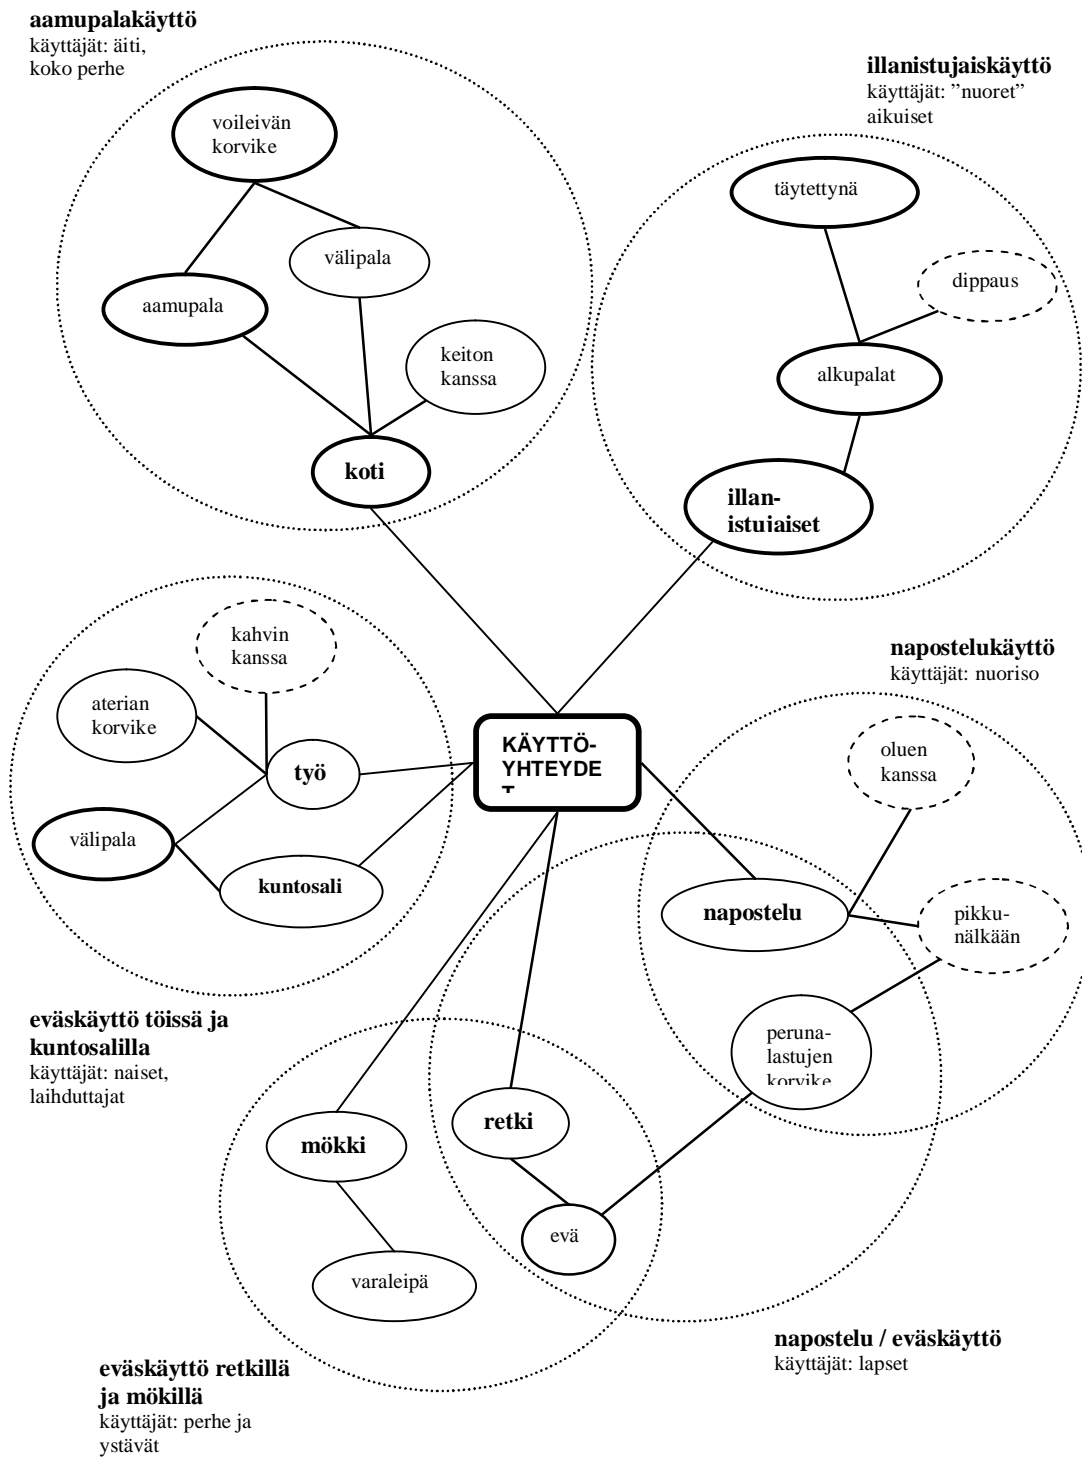 aamupalakäyttö
käyttäjät: äiti,
koko perhe
voileivän
korvike
välipala
aamupala
keiton
kanssa
koti
illanistujaiskäyttö
käyttäjät: ”nuoret”
aikuiset
täytettynä
dippaus
alkupalat
illan-
istuiaiset
kahvin
kanssa
aterian
korvike
työ
välipala
kuntosali
eväskäyttö töissä ja
kuntosalilla
käyttäjät: naiset,
laihduttajat
KÄYTTÖ-
YHTEYDE
T
napostelukäyttö
käyttäjät: nuoriso
oluen
kanssa
napostelu
pikku-
nälkään
peruna-
lastujen
korvike
retki
mökki
evä
varaleipä
napostelu / eväskäyttö
käyttäjät: lapset
eväskäyttö retkillä
ja mökillä
käyttäjät: perhe ja
ystävät